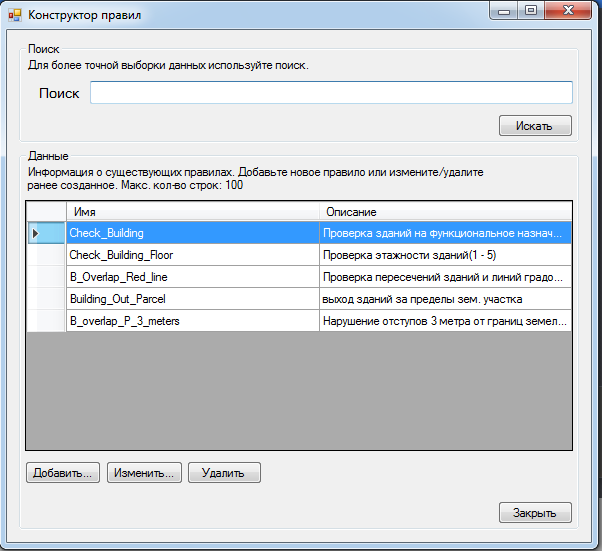 Конструктор правил
Поиск
Для более точной выборки данных используйте поиск.
Поиск
Искать
Данные
Информация о существующих правилах. Добавьте новое правило или измените/удалите
ранее созданное. Макс. кол-во строк: 100
Имя Описание
Check_Building Проверка зданий на функциональное назнач...
Check_Building_Floor Проверка этажности зданий(1 - 5)
B_Overlap_Red_line Проверка пересечений зданий и линий градо...
Building_Out_Parcel выход зданий за пределы зем. участка
B_overlap_P_3_meters Нарушение отступов 3 метра от границ земел...
Добавить... Изменить... Удалить
Закрыть